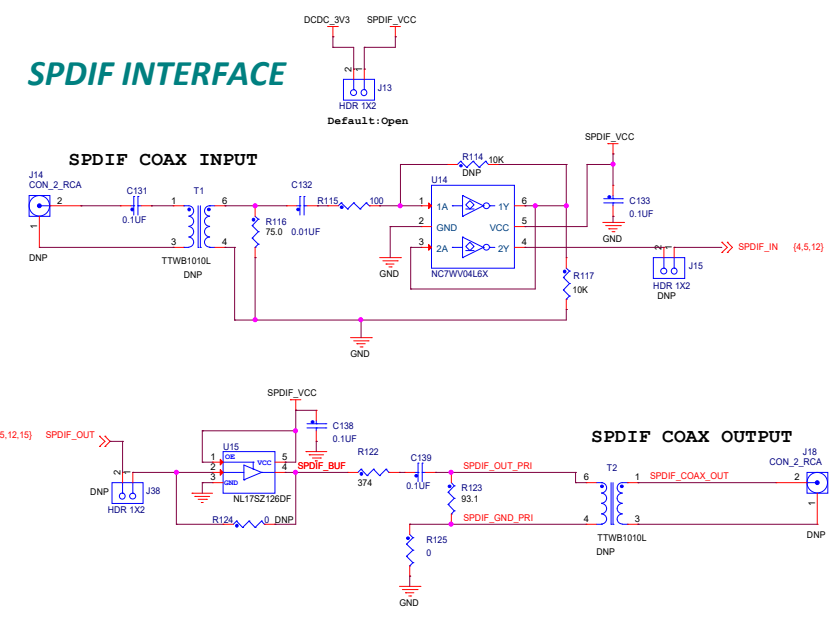 DCDC_3V3 SPDIF_VCC
SPDIF INTERFACE
2 1
J13
HDR 1X2
Default:Open
SPDIF_VCC
SPDIF COAX INPUT
R114 10K
DNP
J14
CON_2_RCA
C131
0.1UF
T1
C132
0.01UF
R115 100
U14
2 1 6 1 1A 1Y 6
C133
0.1UF
R116
75.0
2 GND VCC 5
GND
1 3 4 3 2A 2Y 4
2 1
SPDIF_IN {4,5,12}
DNP
TTWB1010L
DNP
GND
NC7WV04L6X
R117
10K
J15
HDR 1X2
DNP
GND
SPDIF_VCC
5,12,15} SPDIF_OUT
C138
0.1UF
SPDIF COAX OUTPUT
U15
1 OE VCC 5
2 4 SPDIF_BUF
3 GND
NL17SZ126DF
R122
374
C139
0.1UF
SPDIF_OUT_PRI
T2
6 1 SPDIF_COAX_OUT
J18
CON_2_RCA
2
1
2 1
DNP J38
HDR 1X2
R123
93.1
R124 0 DNP
SPDIF_GND_PRI
4 3
R125
0
TTWB1010L
DNP
DNP
GND